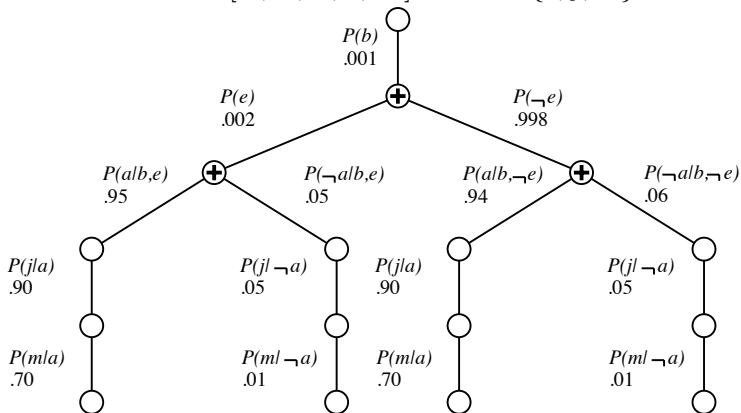 P(b)
.001
P(e)
.002
P(¬e)
.998
P(a|b,e)
.95
P(¬a|b,e)
.05
P(a|b,¬e)
.94
P(¬a|b,¬e)
.06
P(j|a)
.90
P(j|¬a)
.05
P(j|a)
.90
P(j|¬a)
.05
P(m|a)
.70
P(m|¬a)
.01
P(m|a)
.70
P(m|¬a)
.01